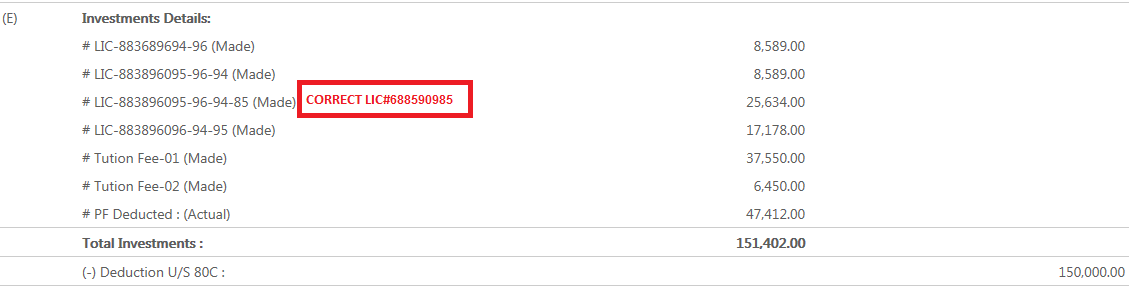 (E) Investments Details:
# LIC-883689694-96 (Made) 8,589.00
# LIC-883896095-96-94 (Made) 8,589.00
# LIC-883896095-96-94-85 (Made) CORRECT LIC#688590985 25,634.00
# LIC-883896096-94-95 (Made) 17,178.00
# Tution Fee-01 (Made) 37,550.00
# Tution Fee-02 (Made) 6,450.00
# PF Deducted : (Actual) 47,412.00
Total Investments : 151,402.00
(-) Deduction U/S 80C : 150,000.00